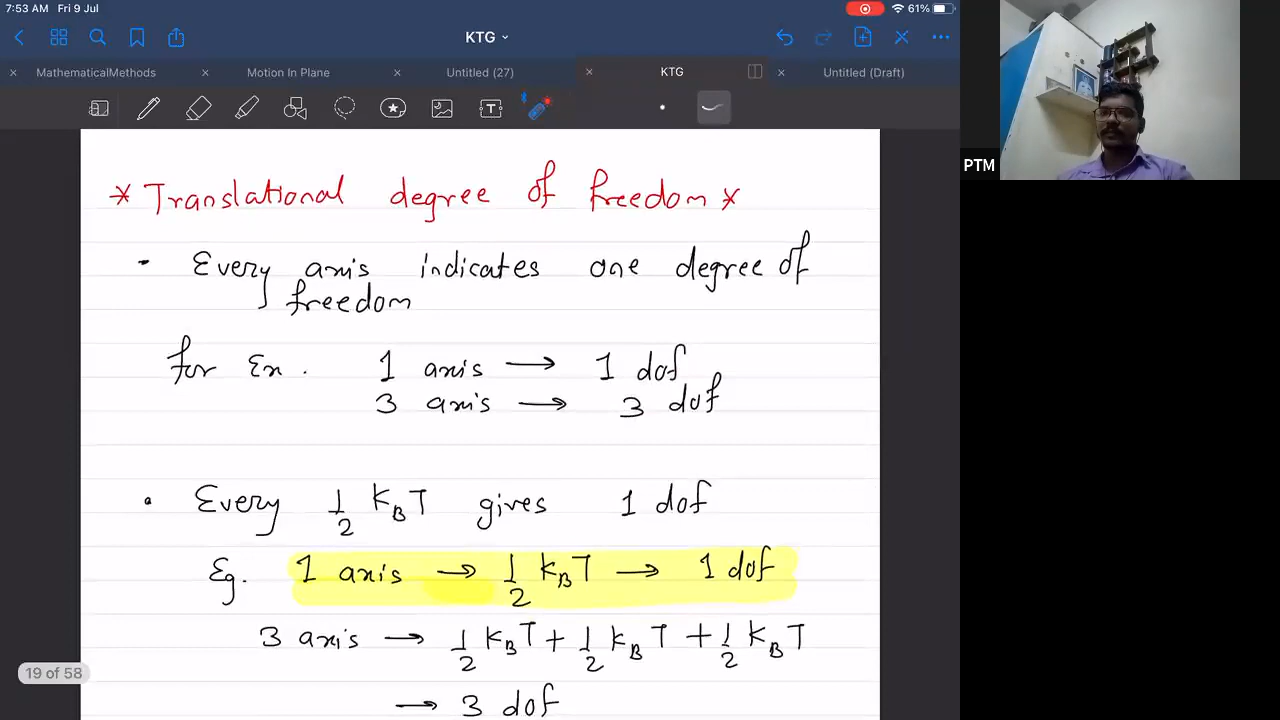 7:53 AM Fri 9 Jul
61%
KTG
MathematicalMethods
Motion In Plane
Untitled (27)
KTG
Untitled (Draft)
T
PTM
* Translational degree of freedom *
- Every axis indicates one degree of
freedom
for Ex. 1 axis → 1 dof
3 axis → 3 dof
• Every 1/2 KBT gives 1 dof
Eg. 1 axis → 1/2 KBT → 1 dof
3 axis → 1/2 KBT + 1/2 KBT + 1/2 KBT
→ 3 dof
19 of 58